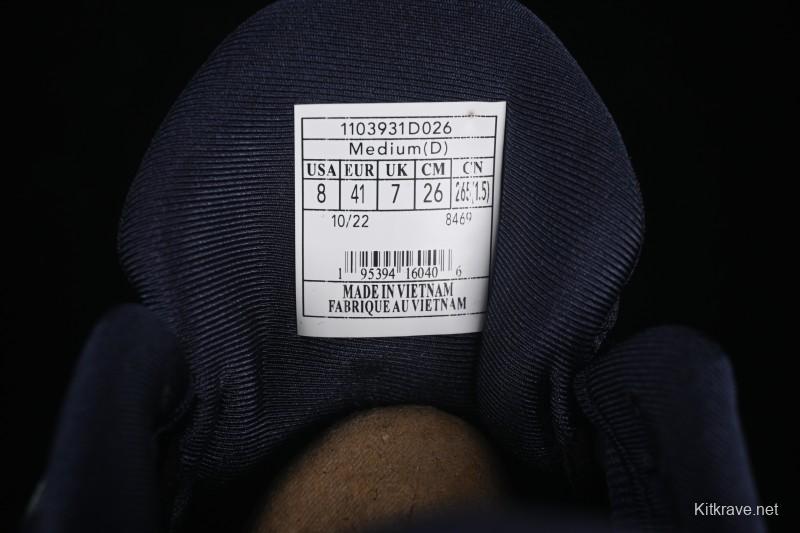 1103931D026
Medium(D)
USA EUR UK CM CN
8 41 7 26 265(1.5)
10/22 8469
1 95394 16040 6
MADE IN VIETNAM
FABRIQUE AU VIETNAM
Kitkrave.net